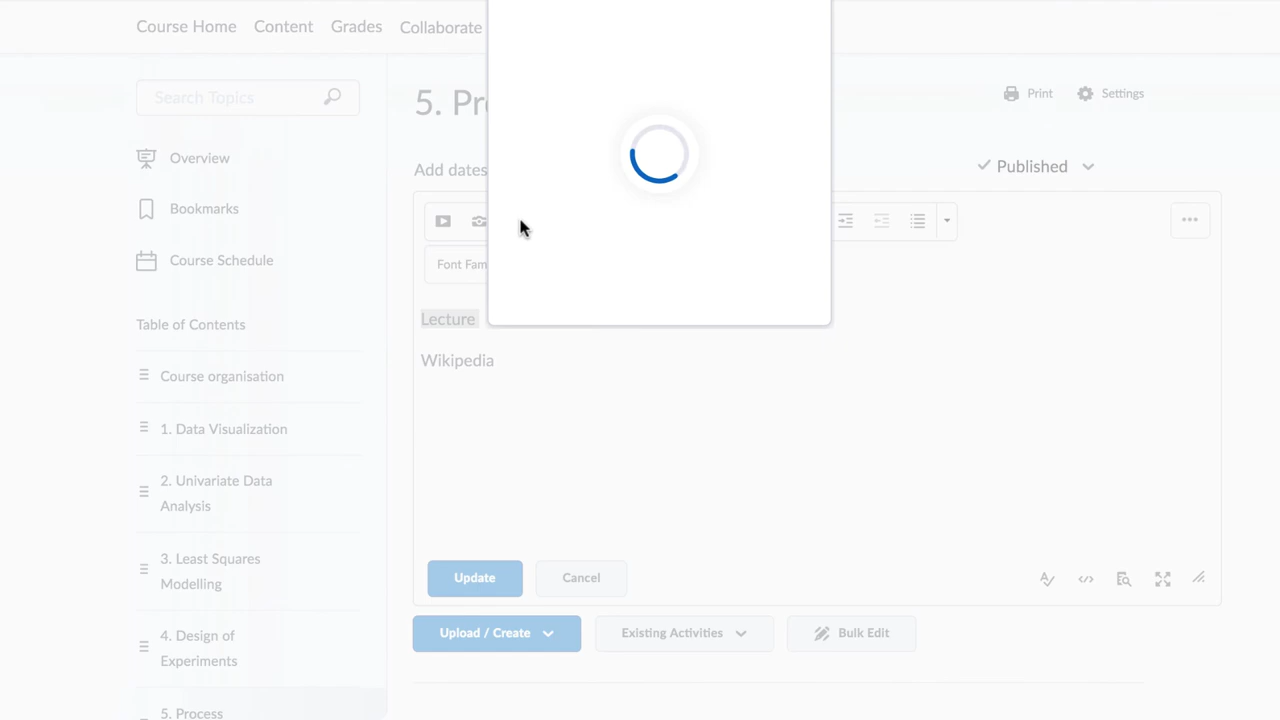 Course Home Content Grades Collaborate
Search Topics
5. Pr
Print Settings
Overview
Add dates
Published
Bookmarks
Course Schedule
Font Fam
Table of Contents
Lecture
Wikipedia
Course organisation
1. Data Visualization
2. Univariate Data
Analysis
3. Least Squares
Modelling
Update Cancel
Upload / Create Existing Activities Bulk Edit
4. Design of
Experiments
5. Process